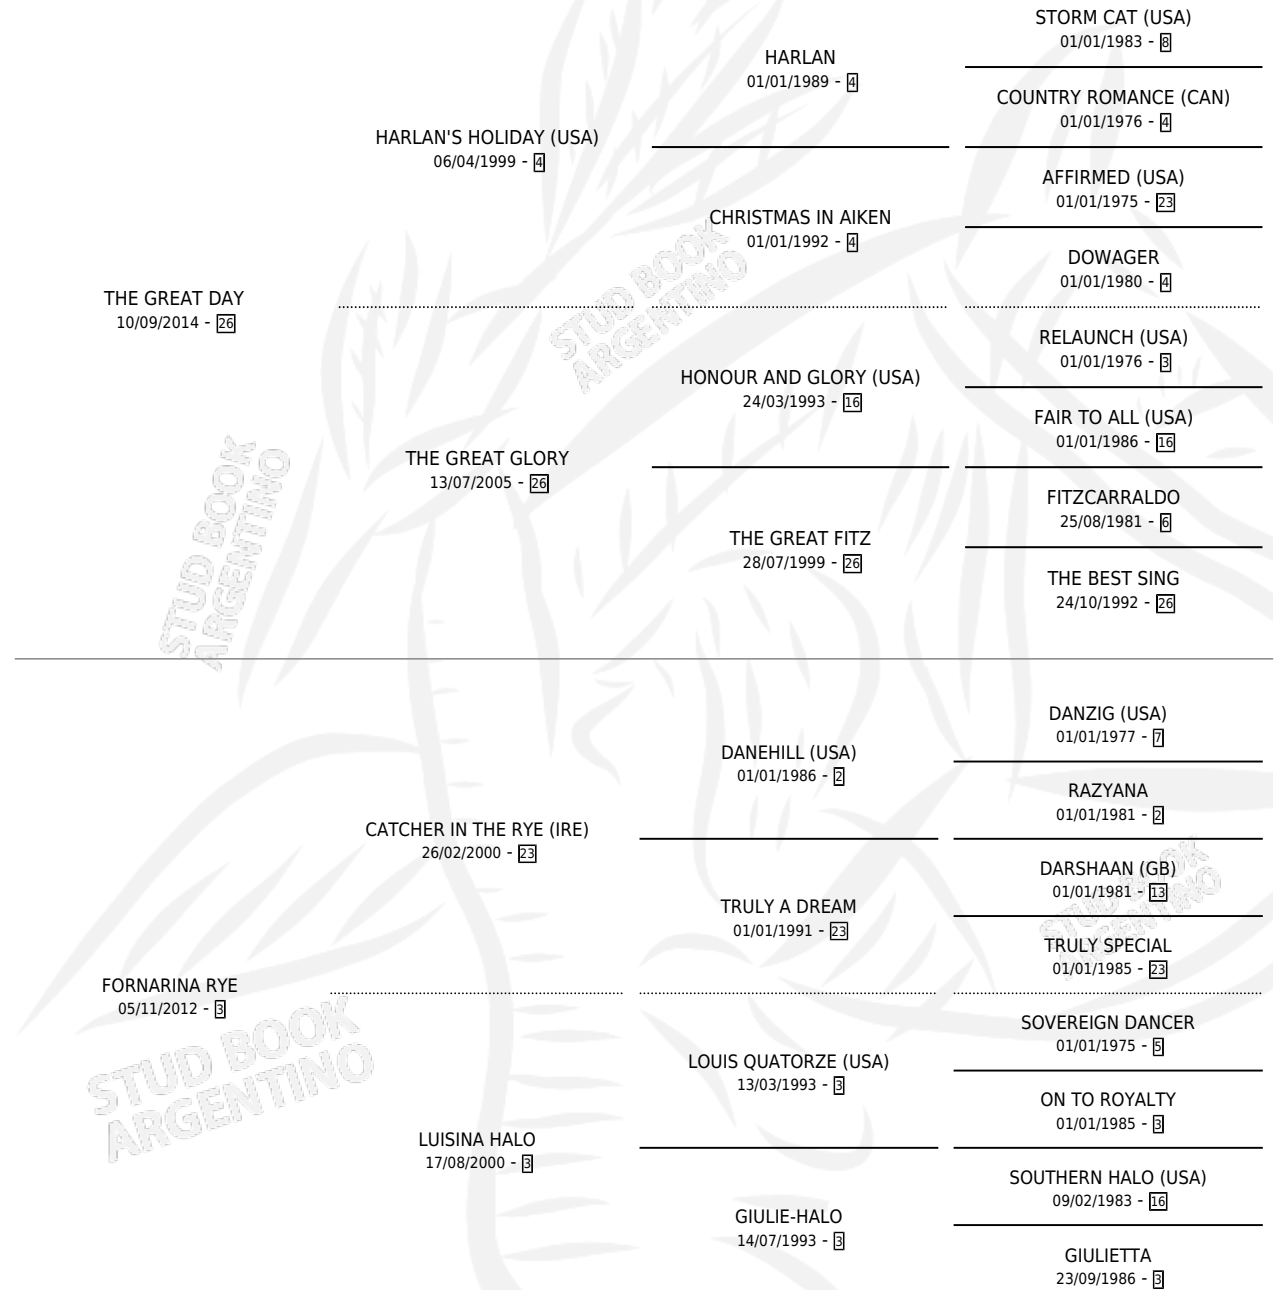 STORM CAT (USA)
01/01/1983 - 8
HARLAN
01/01/1989 - 4
COUNTRY ROMANCE (CAN)
01/01/1976 - 4
HARLAN'S HOLIDAY (USA)
06/04/1999 - 4
AFFIRMED (USA)
01/01/1975 - 23
CHRISTMAS IN AIKEN
01/01/1992 - 4
DOWAGER
01/01/1980 - 4
THE GREAT DAY
10/09/2014 - 26
STUD BOOK
ARGENTINO
RELAUNCH (USA)
01/01/1976 - 3
HONOUR AND GLORY (USA)
24/03/1993 - 16
FAIR TO ALL (USA)
01/01/1986 - 16
THE GREAT GLORY
13/07/2005 - 26
FITZCARRALDO
25/08/1981 - 6
THE GREAT FITZ
28/07/1999 - 26
THE BEST SING
24/10/1992 - 26
STUD BOOK
ARGENTINO
DANZIG (USA)
01/01/1977 - 7
DANEHILL (USA)
01/01/1986 - 2
RAZYANA
01/01/1981 - 2
CATCHER IN THE RYE (IRE)
26/02/2000 - 23
DARSHAAN (GB)
01/01/1981 - 13
STUD BOOK
ARGENTINO
TRULY A DREAM
01/01/1991 - 23
TRULY SPECIAL
01/01/1985 - 23
FORNARINA RYE
05/11/2012 - 3
STUD BOOK
ARGENTINO
SOVEREIGN DANCER
01/01/1975 - 5
LOUIS QUATORZE (USA)
13/03/1993 - 3
ON TO ROYALTY
01/01/1985 - 3
LUISINA HALO
17/08/2000 - 3
SOUTHERN HALO (USA)
09/02/1983 - 16
GIULIE-HALO
14/07/1993 - 3
GIULIETTA
23/09/1986 - 3